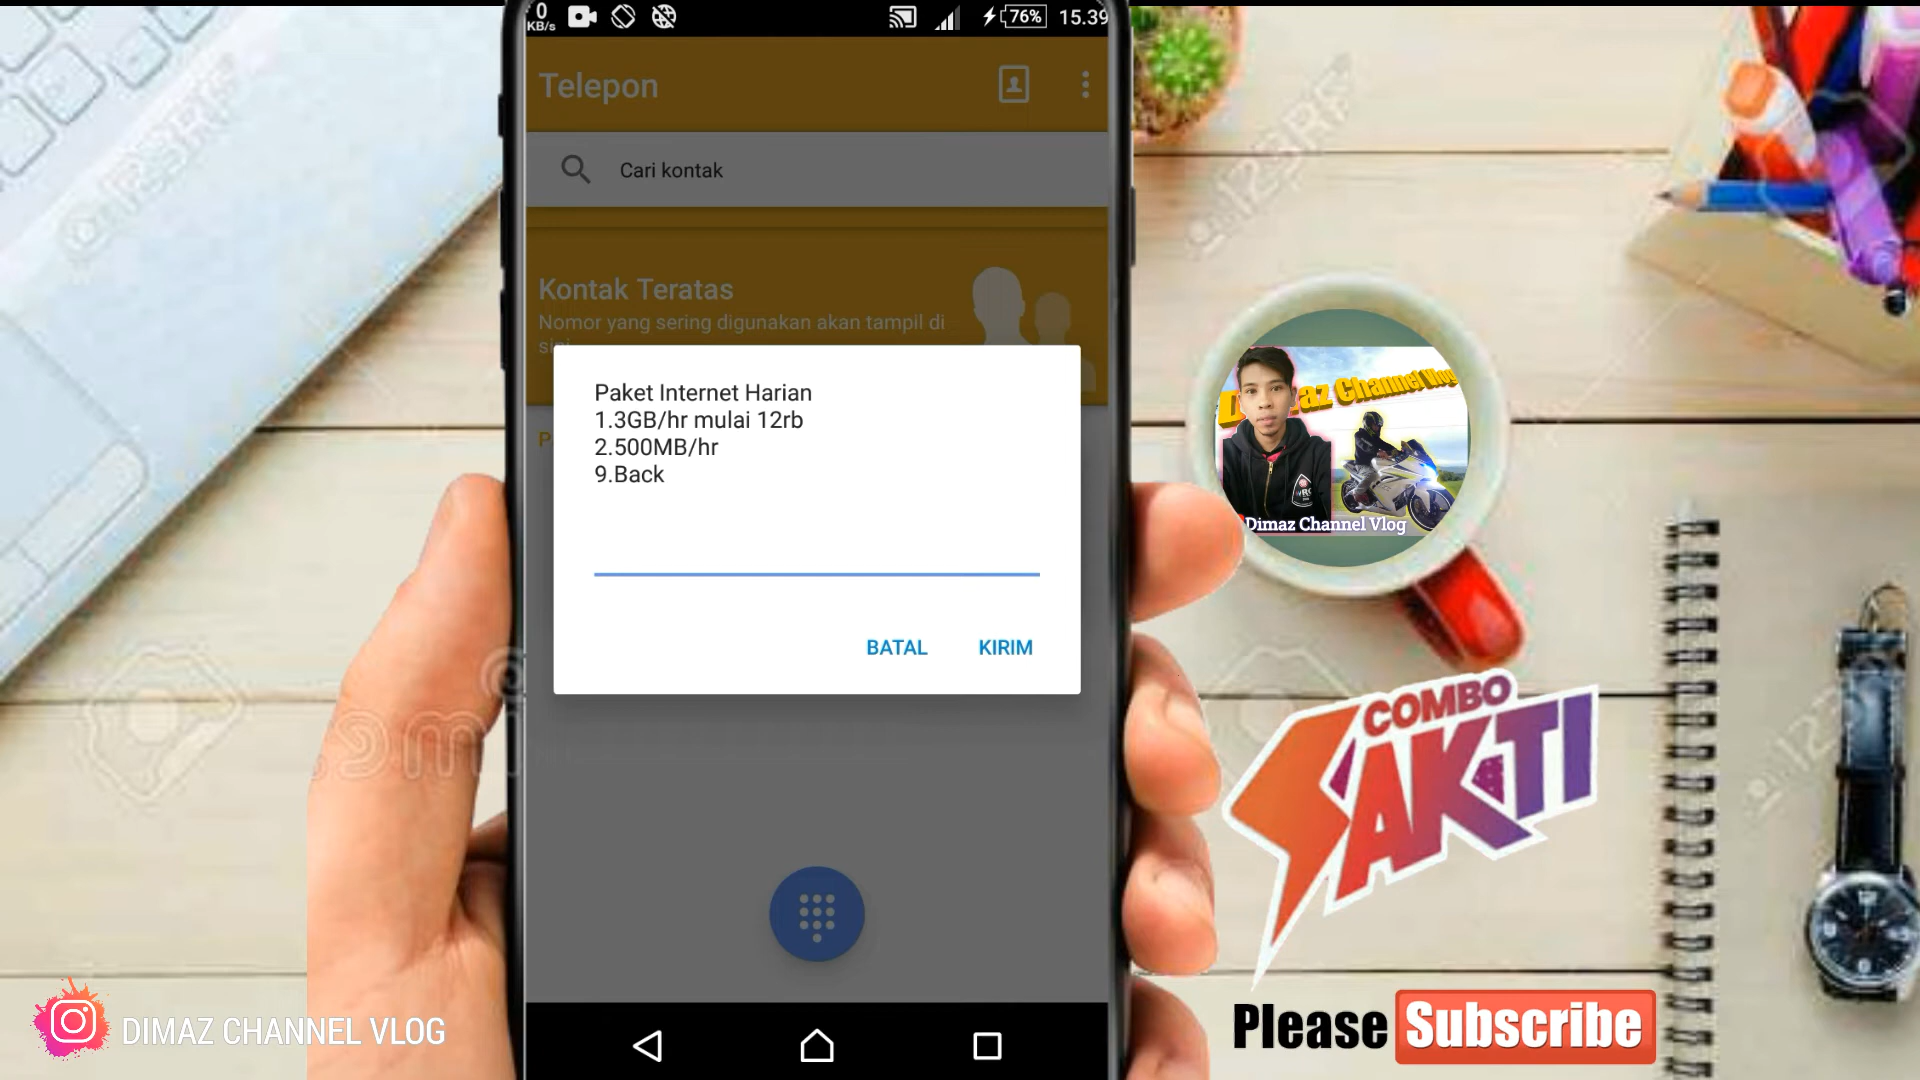 0
KB/s
76%
15.39
Telepon
Cari kontak
Kontak Teratas
Nomor yang sering digunakan akan tampil di
Paket Internet Harian
1.3GB/hr mulai 12rb
2.500MB/hr
9.Back
BATAL
KIRIM
Dimaz Channel Vlog
COMBO
SAKTI
Please Subscribe
DIMAZ CHANNEL VLOG